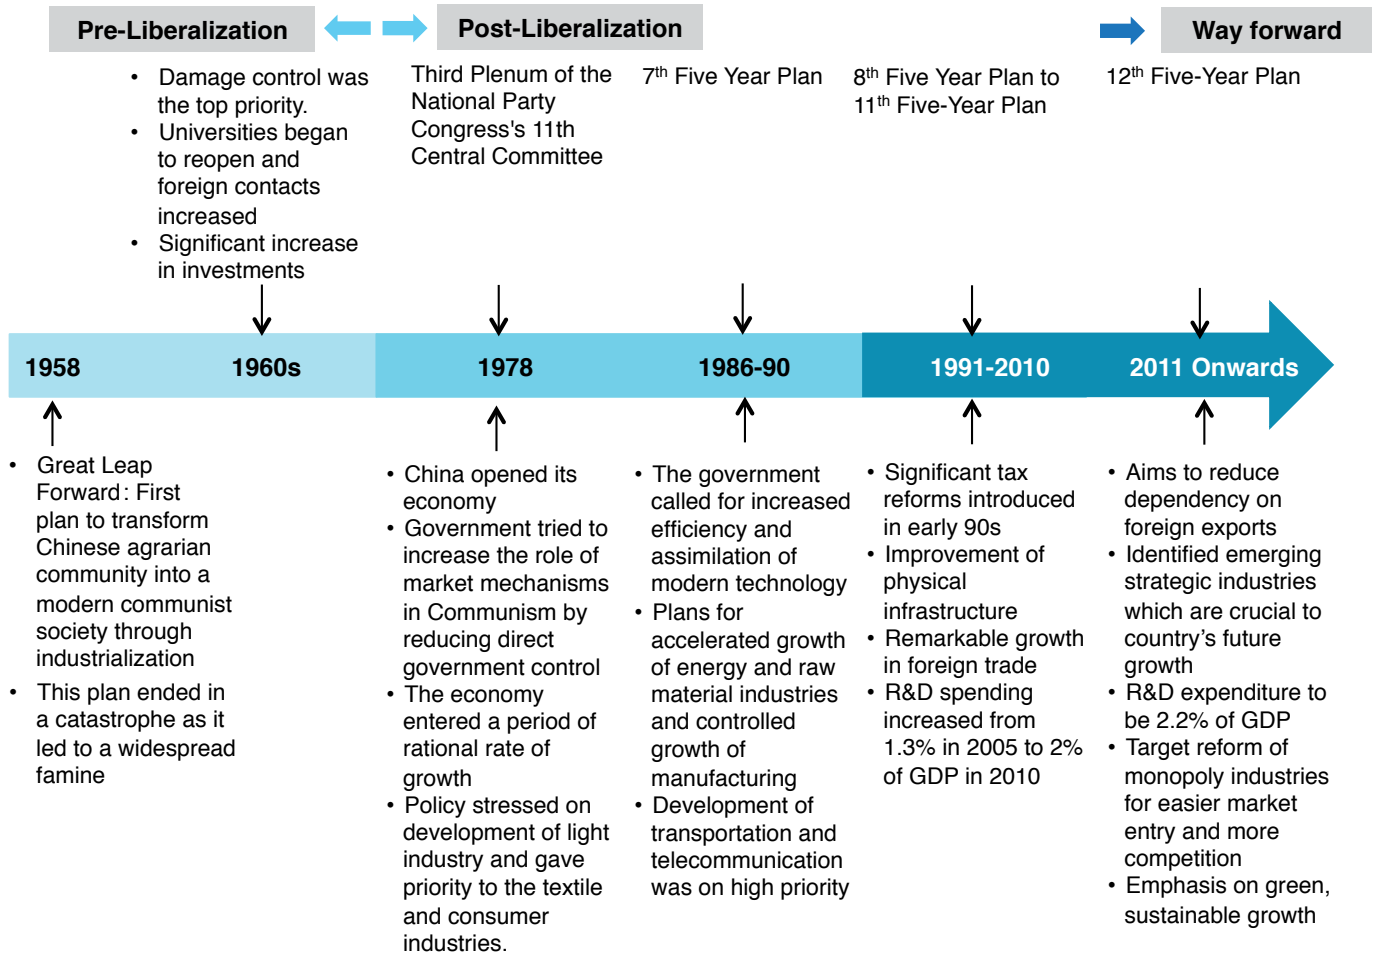 Pre-Liberalization
Post-Liberalization
Way forward
• Damage control was
the top priority.
• Universities began
to reopen and
foreign contacts
increased
• Significant increase
in investments
Third Plenum of the
National Party
Congress's 11th
Central Committee
7th Five Year Plan
8th Five Year Plan to
11th Five-Year Plan
12th Five-Year Plan
1958
1960s
1978
1986-90
1991-2010
2011 Onwards
• Great Leap
Forward: First
plan to transform
Chinese agrarian
community into a
modern communist
society through
industrialization
• This plan ended in
a catastrophe as it
led to a widespread
famine
• China opened its
economy
• Government tried to
increase the role of
market mechanisms
in Communism by
reducing direct
government control
• The economy
entered a period of
rational rate of
growth
• Policy stressed on
development of light
industry and gave
priority to the textile
and consumer
industries.
• The government
called for increased
efficiency and
assimilation of
modern technology
• Plans for
accelerated growth
of energy and raw
material industries
and controlled
growth of
manufacturing
• Development of
transportation and
telecommunication
was on high priority
• Significant tax
reforms introduced
in early 90s
• Improvement of
physical
infrastructure
• Remarkable growth
in foreign trade
• R&D spending
increased from
1.3% in 2005 to 2%
of GDP in 2010
• Aims to reduce
dependency on
foreign exports
• Identified emerging
strategic industries
which are crucial to
country’s future
growth
• R&D expenditure to
be 2.2% of GDP
• Target reform of
monopoly industries
for easier market
entry and more
competition
• Emphasis on green,
sustainable growth